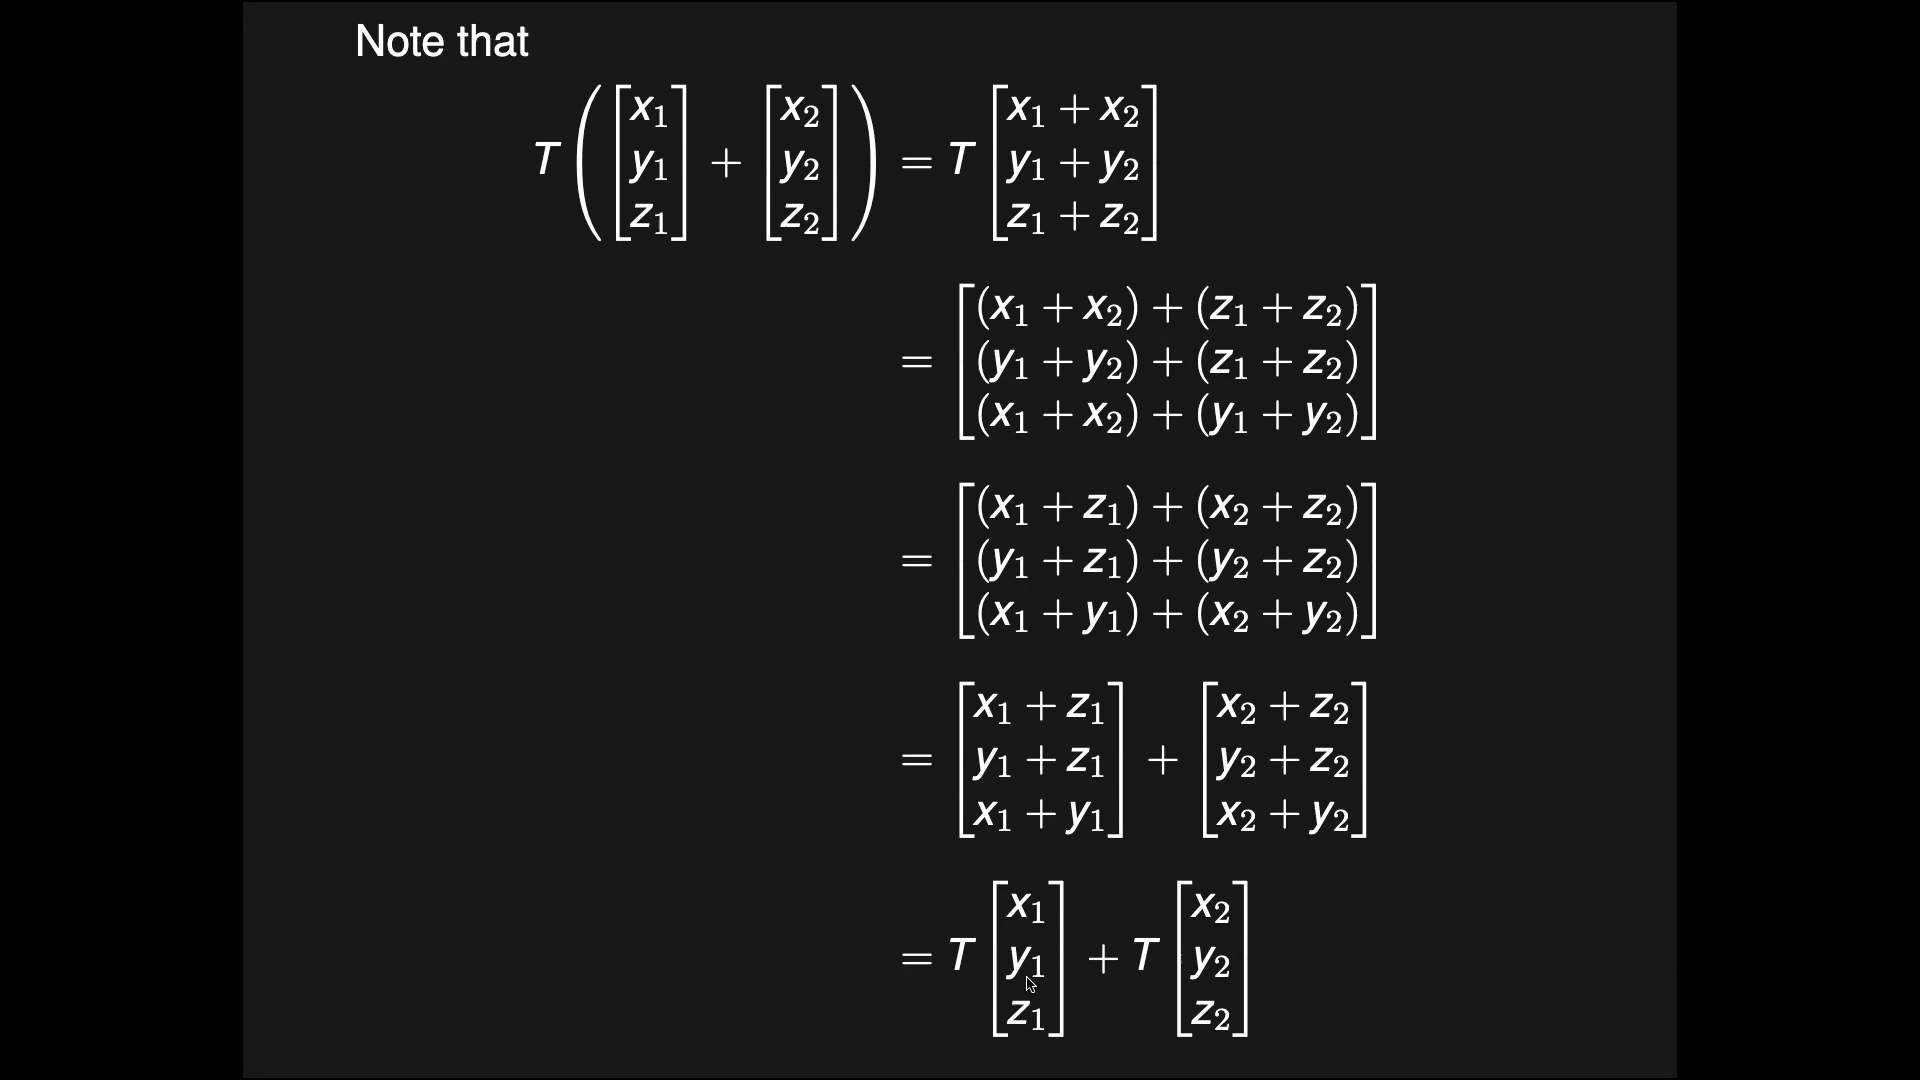 Note that
T([x₁ y₁ z₁] + [x₂ y₂ z₂]) = T[x₁ + x₂ y₁ + y₂ z₁ + z₂]
= [(x₁ + x₂) + (z₁ + z₂) (y₁ + y₂) + (z₁ + z₂) (x₁ + x₂) + (y₁ + y₂)]
= [(x₁ + z₁) + (x₂ + z₂) (y₁ + z₁) + (y₂ + z₂) (x₁ + y₁) + (x₂ + y₂)]
= [x₁ + z₁ y₁ + z₁ x₁ + y₁] + [x₂ + z₂ y₂ + z₂ x₂ + y₂]
= T[x₁ y₁ z₁] + T[x₂ y₂ z₂]